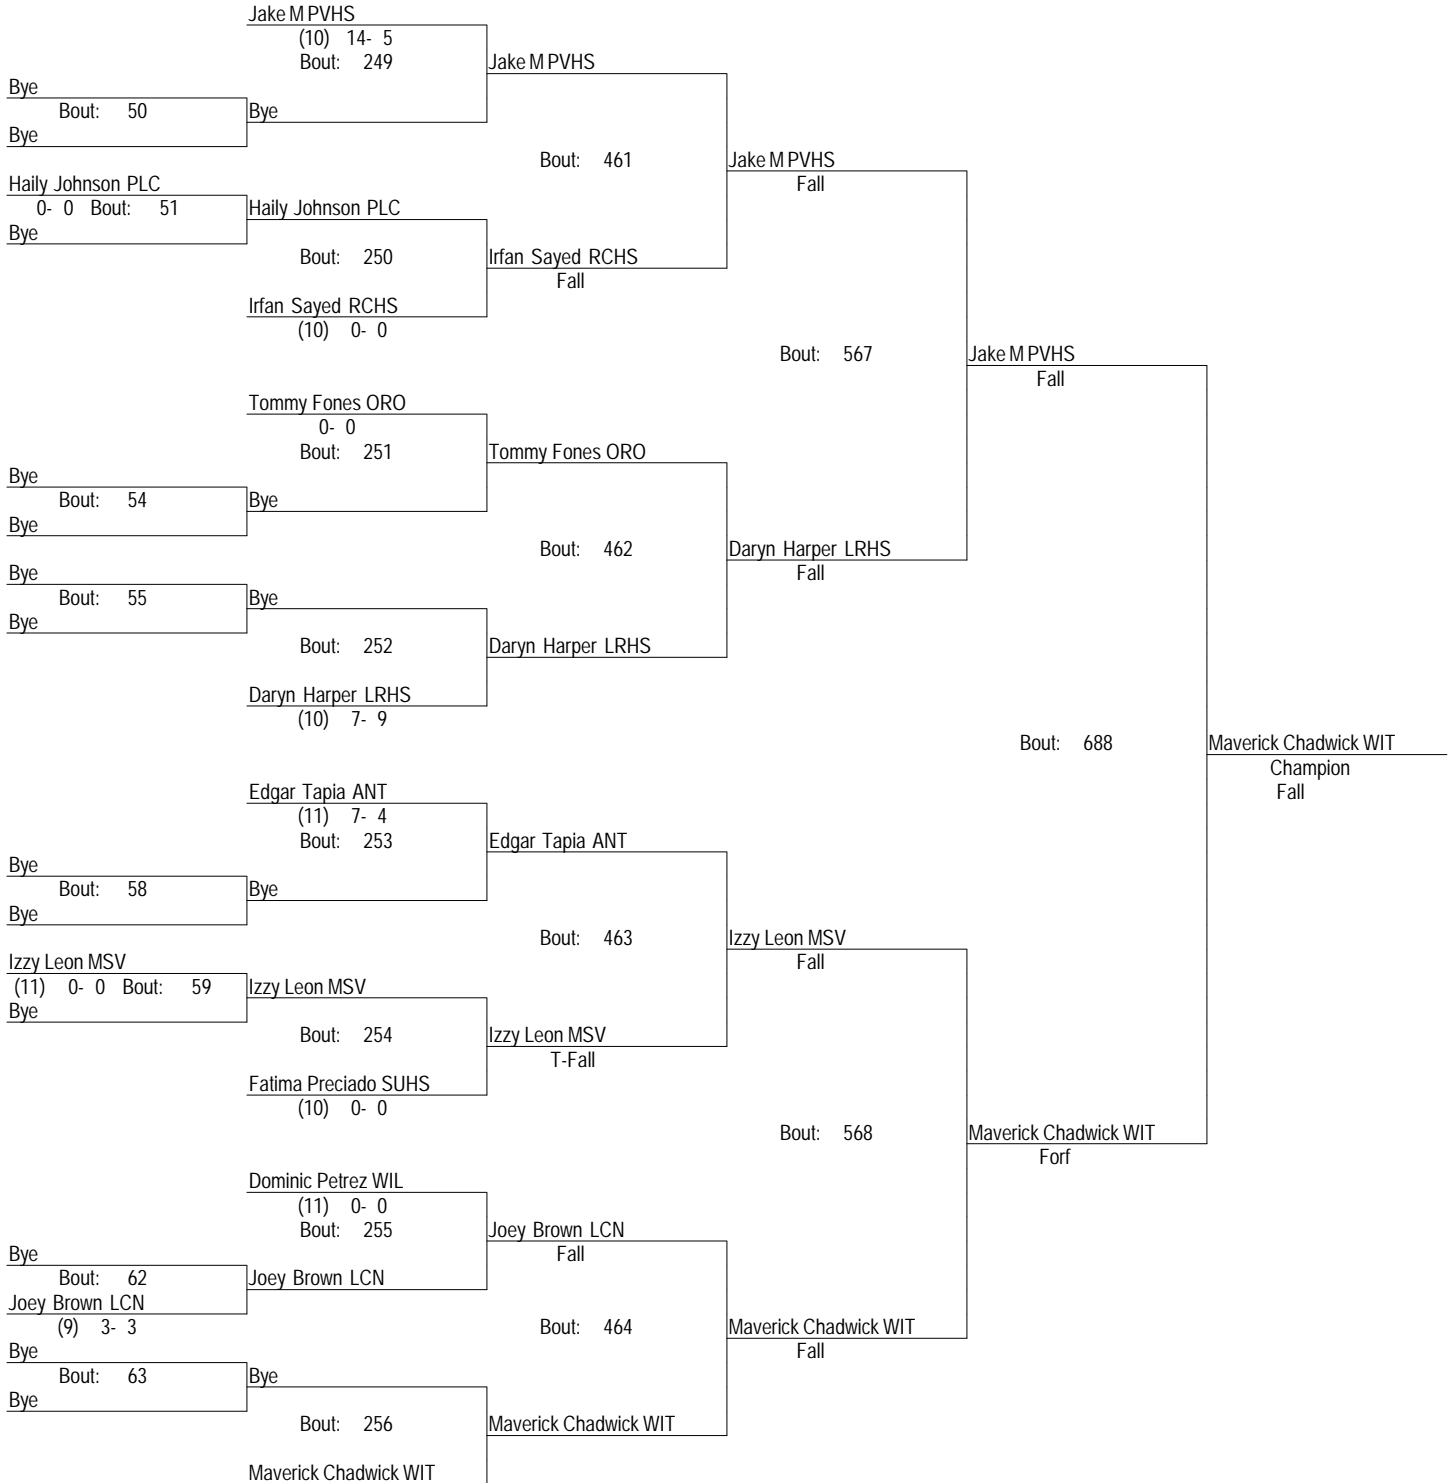 Jake M PVHS
(10) 14- 5
Bout: 249
Jake M PVHS
Bye
Bout: 50
Bye
Bye
Bout: 461
Jake M PVHS
Fall
Haily Johnson PLC
0- 0 Bout: 51
Haily Johnson PLC
Bye
Bout: 250
Irfan Sayed RCHS
Fall
Irfan Sayed RCHS
(10) 0- 0
Bout: 567
Jake M PVHS
Fall
Tommy Fones ORO
0- 0
Bout: 251
Tommy Fones ORO
Bye
Bout: 54
Bye
Bye
Bout: 462
Daryn Harper LRHS
Fall
Bye
Bout: 55
Bye
Bye
Bout: 252
Daryn Harper LRHS
Daryn Harper LRHS
(10) 7- 9
Bout: 688
Maverick Chadwick WIT
Champion
Fall
Edgar Tapia ANT
(11) 7- 4
Bout: 253
Edgar Tapia ANT
Bye
Bout: 58
Bye
Bye
Bout: 463
Izzy Leon MSV
Fall
Izzy Leon MSV
(11) 0- 0 Bout: 59
Izzy Leon MSV
Bye
Bout: 254
Izzy Leon MSV
T-Fall
Fatima Preciado SUHS
(10) 0- 0
Bout: 568
Maverick Chadwick WIT
Forf
Dominic Petrez WIL
(11) 0- 0
Bout: 255
Joey Brown LCN
Fall
Bye
Bout: 62
Joey Brown LCN
Joey Brown LCN
(9) 3- 3
Bout: 464
Maverick Chadwick WIT
Fall
Bye
Bout: 63
Bye
Bye
Bout: 256
Maverick Chadwick WIT
Maverick Chadwick WIT